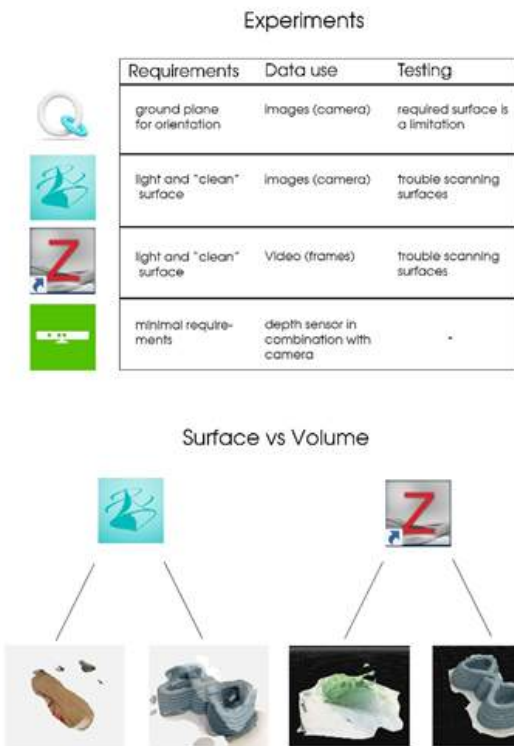 Experiments
Requirements Data use Testing
ground plane images (camera) required surface is
for orientation a limitation
light and "clean" images (camera) trouble scanning
surface surfaces
Z
light and "clean" Video (frames) trouble scanning
surface surfaces
minimal require- depth sensor in -
ments combination with
camera
Surface vs Volume
Z